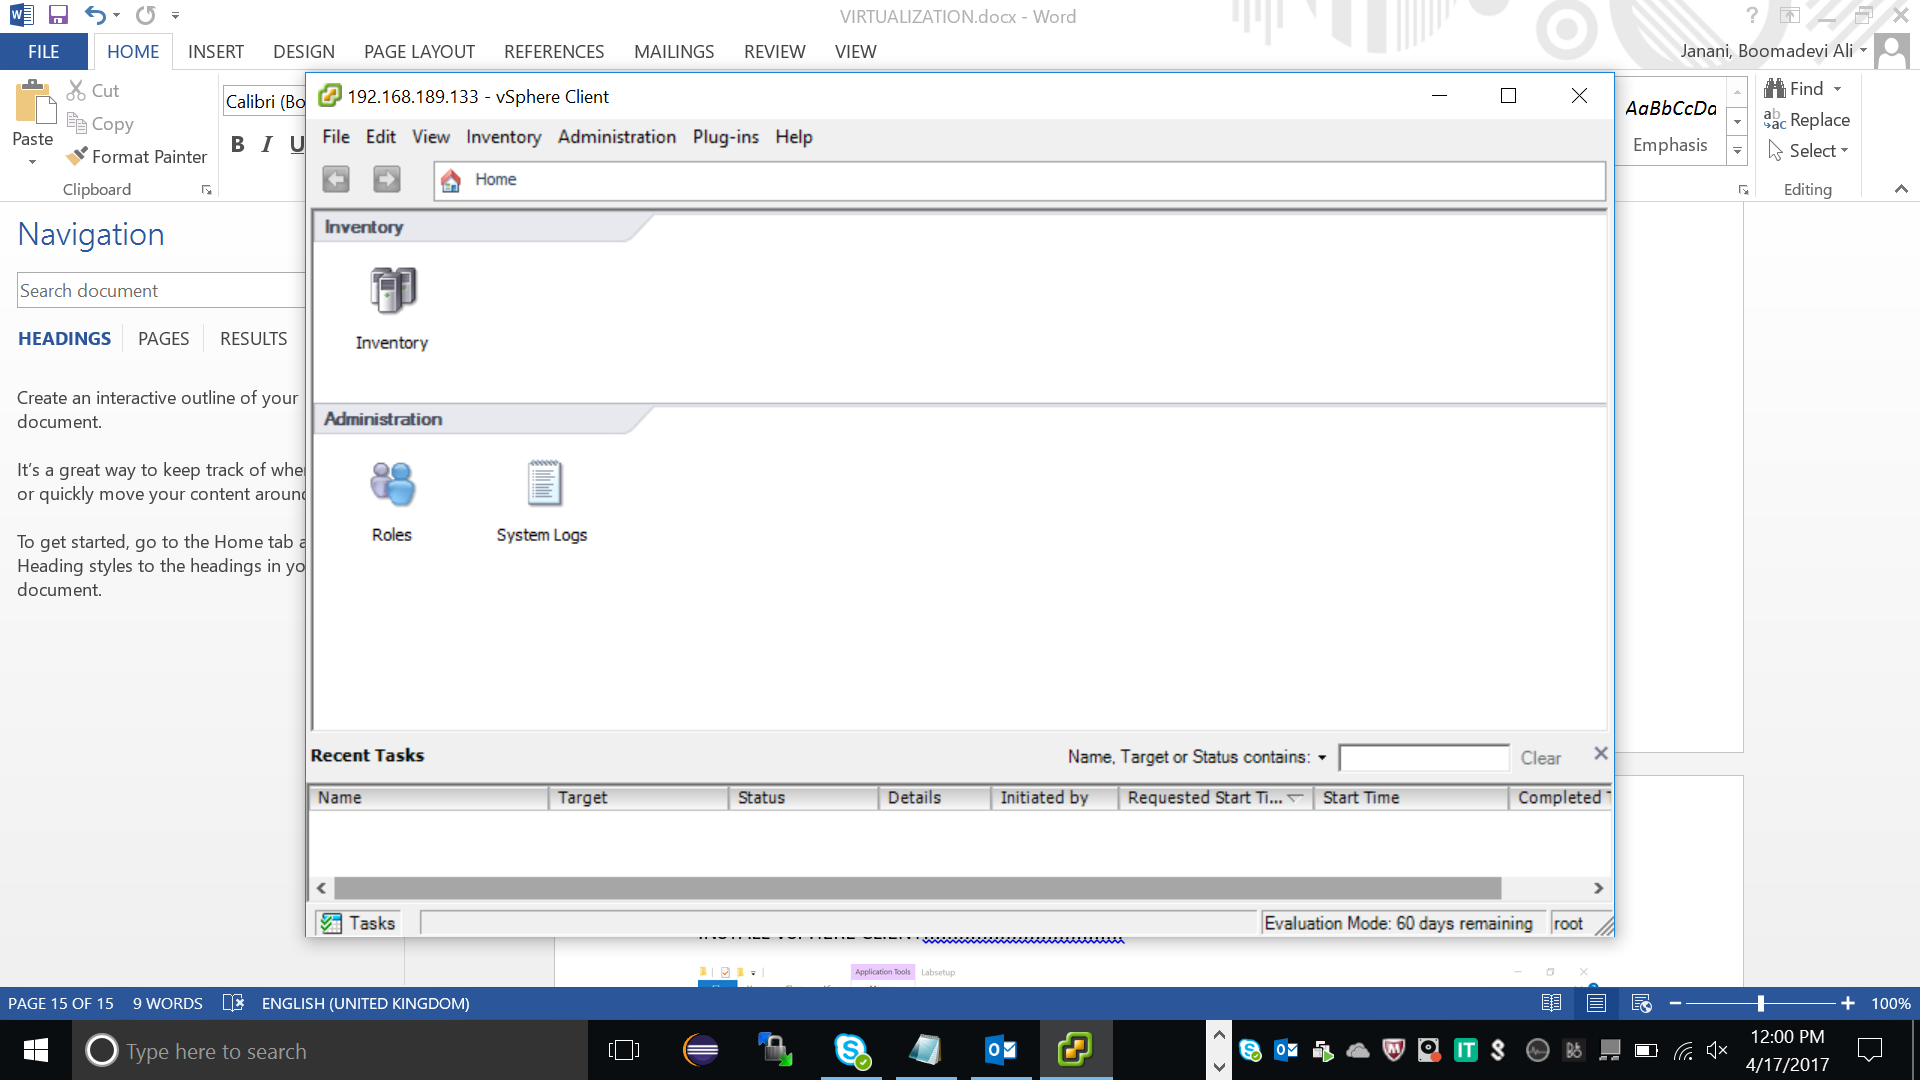 VIRTUALIZATION.docx - Word
FILE HOME INSERT DESIGN PAGE LAYOUT REFERENCES MAILINGS REVIEW VIEW
Janani, Boomadevi Ali
Paste
Cut
Copy
Format Painter
Clipboard
Calibri (Bo
B I U
AaBbCcDd
Emphasis
Find
Replace
Select
Editing
Navigation
Search document
HEADINGS PAGES RESULTS
Create an interactive outline of your
document.
It's a great way to keep track of
or quickly move your content
To get started, go to the Home tab
Heading styles to the headings in
document.
192.168.189.133 - vSphere Client
File Edit View Inventory Administration Plug-ins Help
Home
Inventory
Inventory
Administration
Roles
System Logs
Recent Tasks
Name, Target or Status contains:
Clear
Name Target Status Details Initiated by Requested Start Ti... Start Time Completed T
Tasks
Evaluation Mode: 60 days remaining
root
INSTALL VSPHERE CLIENT
Application Tools Labsetup
PAGE 15 OF 15 9 WORDS ENGLISH (UNITED KINGDOM)
100%
Type here to search
12:00 PM
4/17/2017